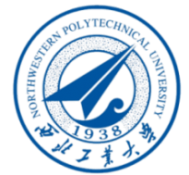 NORTHWESTERN POLYTECHNICAL UNIVERSITY
1938
西北工业大学